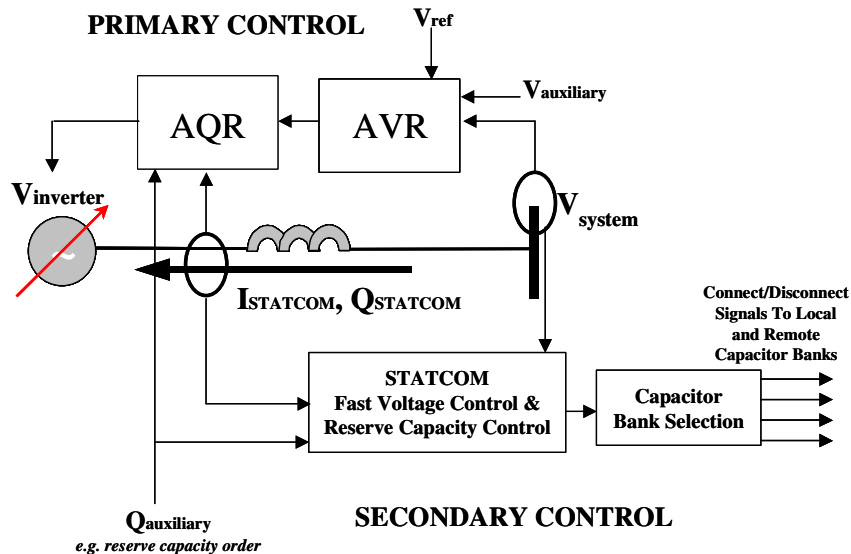 PRIMARY CONTROL
Vref
AQR
AVR
Vauxiliary
Vinverter
Vsystem
~
ISTATCOM, QSTATCOM
Connect/Disconnect
Signals To Local
and Remote
Capacitor Banks
STATCOM
Fast Voltage Control &
Reserve Capacity Control
Capacitor
Bank Selection
Qauxiliary
e.g. reserve capacity order
SECONDARY CONTROL